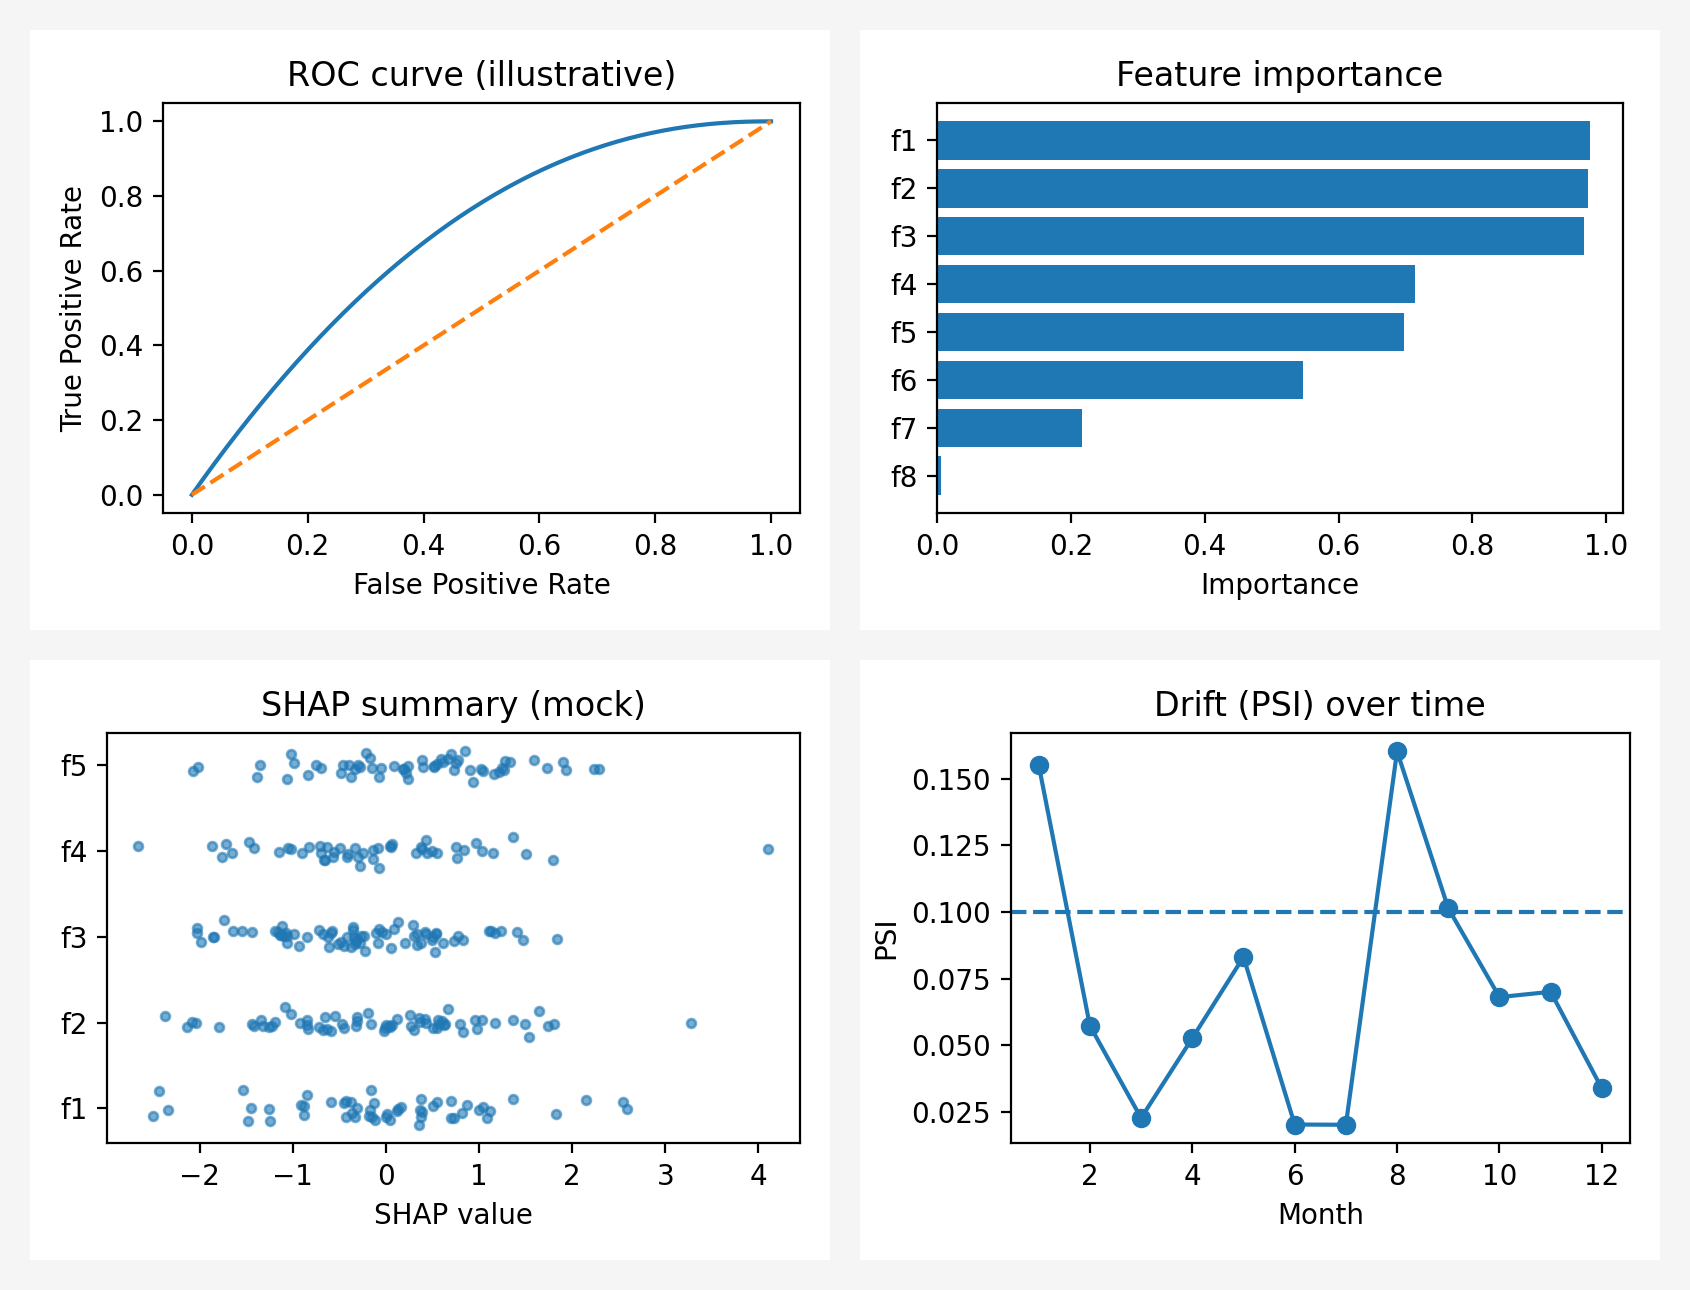 ROC curve (illustrative)
True Positive Rate
1.0
0.8
0.6
0.4
0.2
0.0
0.0 0.2 0.4 0.6 0.8 1.0
False Positive Rate
Feature importance
f1
f2
f3
f4
f5
f6
f7
f8
0.0 0.2 0.4 0.6 0.8 1.0
Importance
SHAP summary (mock)
f5
f4
f3
f2
f1
−2 −1 0 1 2 3 4
SHAP value
Drift (PSI) over time
PSI
0.150
0.125
0.100
0.075
0.050
0.025
2 4 6 8 10 12
Month